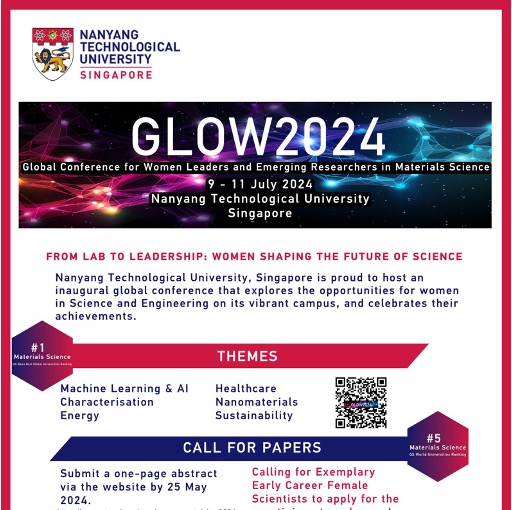 NANYANG
TECHNOLOGICAL
UNIVERSITY
SINGAPORE
GLOW2024
Global Conference for Women Leaders and Emerging Researchers in Materials Science
9 - 11 July 2024
Nanyang Technological University
Singapore
FROM LAB TO LEADERSHIP: WOMEN SHAPING THE FUTURE OF SCIENCE
Nanyang Technological University, Singapore is proud to host an
inaugural global conference that explores the opportunities for women
in Science and Engineering on its vibrant campus, and celebrates their
achievements.
#1
Materials Science
THEMES
Machine Learning & AI
Characterisation
Energy
Healthcare
Nanomaterials
Sustainability
CALL FOR PAPERS
#5
Materials Science
QS World Universities Ranking
Submit a one-page abstract
via the website by 25 May
2024.
Calling for Exemplary
Early Career Female
Scientists to apply for the